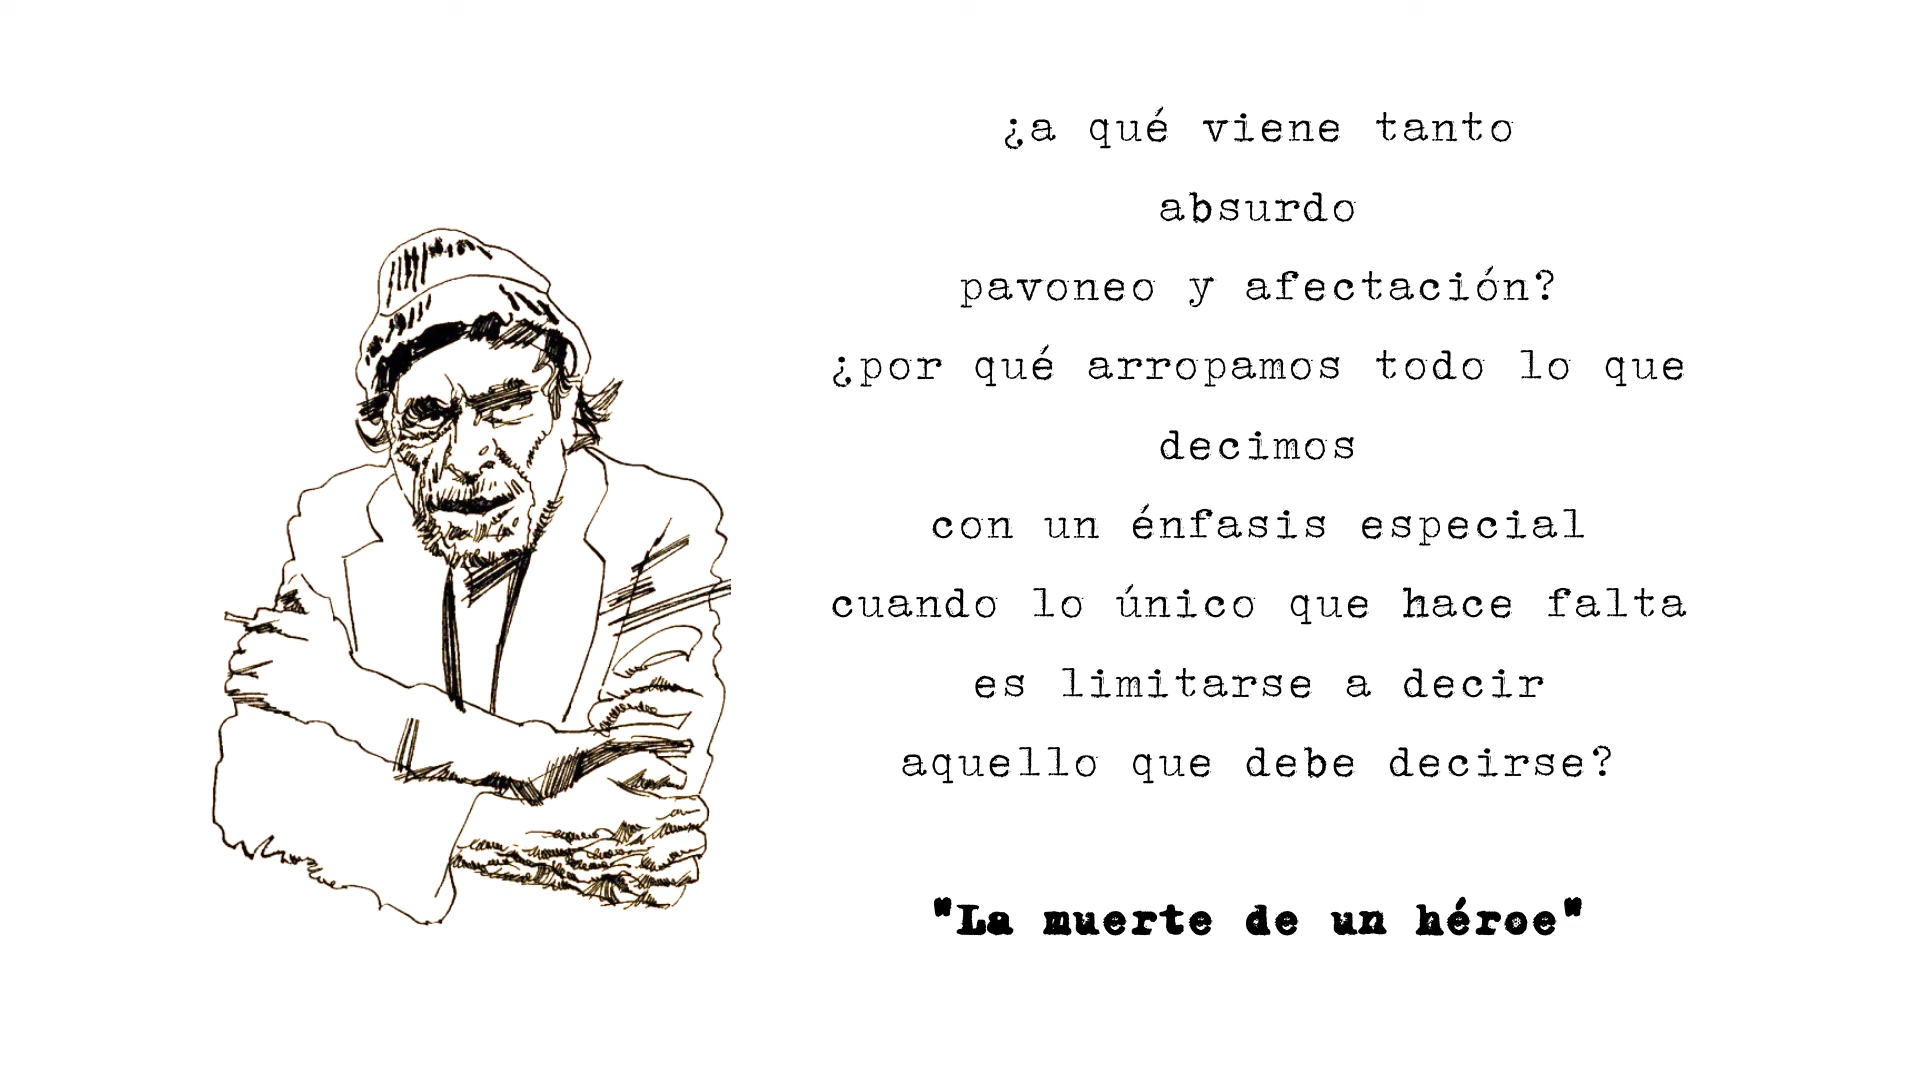 ¿a qué viene tanto
absurdo
pavoneo y afectación?
¿por qué arropamos todo lo que
decimos
con un énfasis especial
cuando lo único que hace falta
es limitarse a decir
aquello que debe decirse?
"La muerte de un héroe"